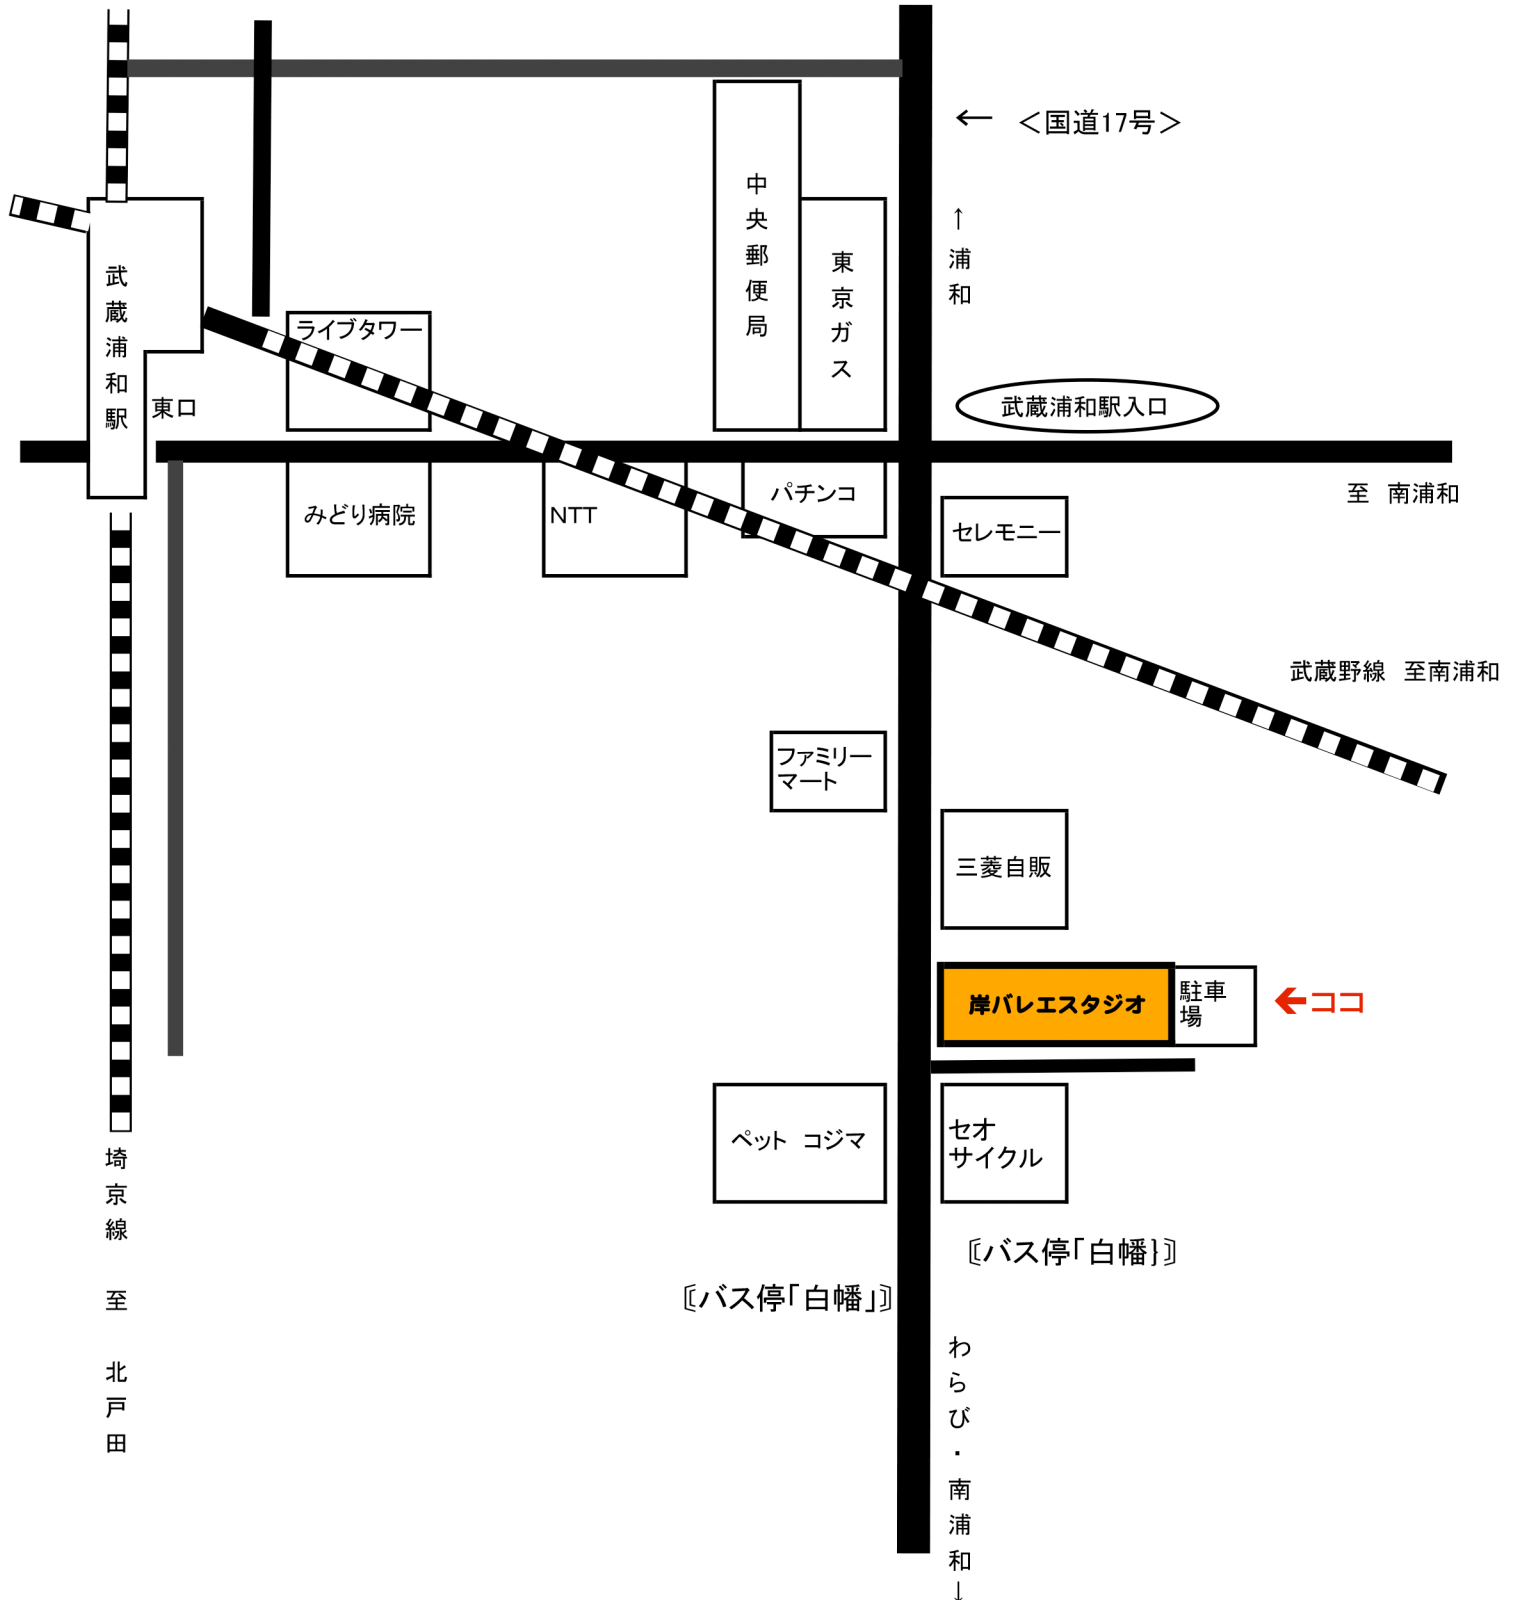 ←　＜国道17号＞
↑浦和
中央郵便局
東京ガス
武蔵浦和駅
ライブタワー
東口
武蔵浦和駅入口
至　南浦和
みどり病院
NTT
パチンコ
セレモニー
武蔵野線　至南浦和
ファミリー
マート
三菱自販
岸バレエスタジオ
駐車
場
←ココ
ペット　コジマ
セオ
サイクル
埼京線　至　北戸田
〘バス停「白幡}〙
〘バス停「白幡」〙
わらび・南浦和↓